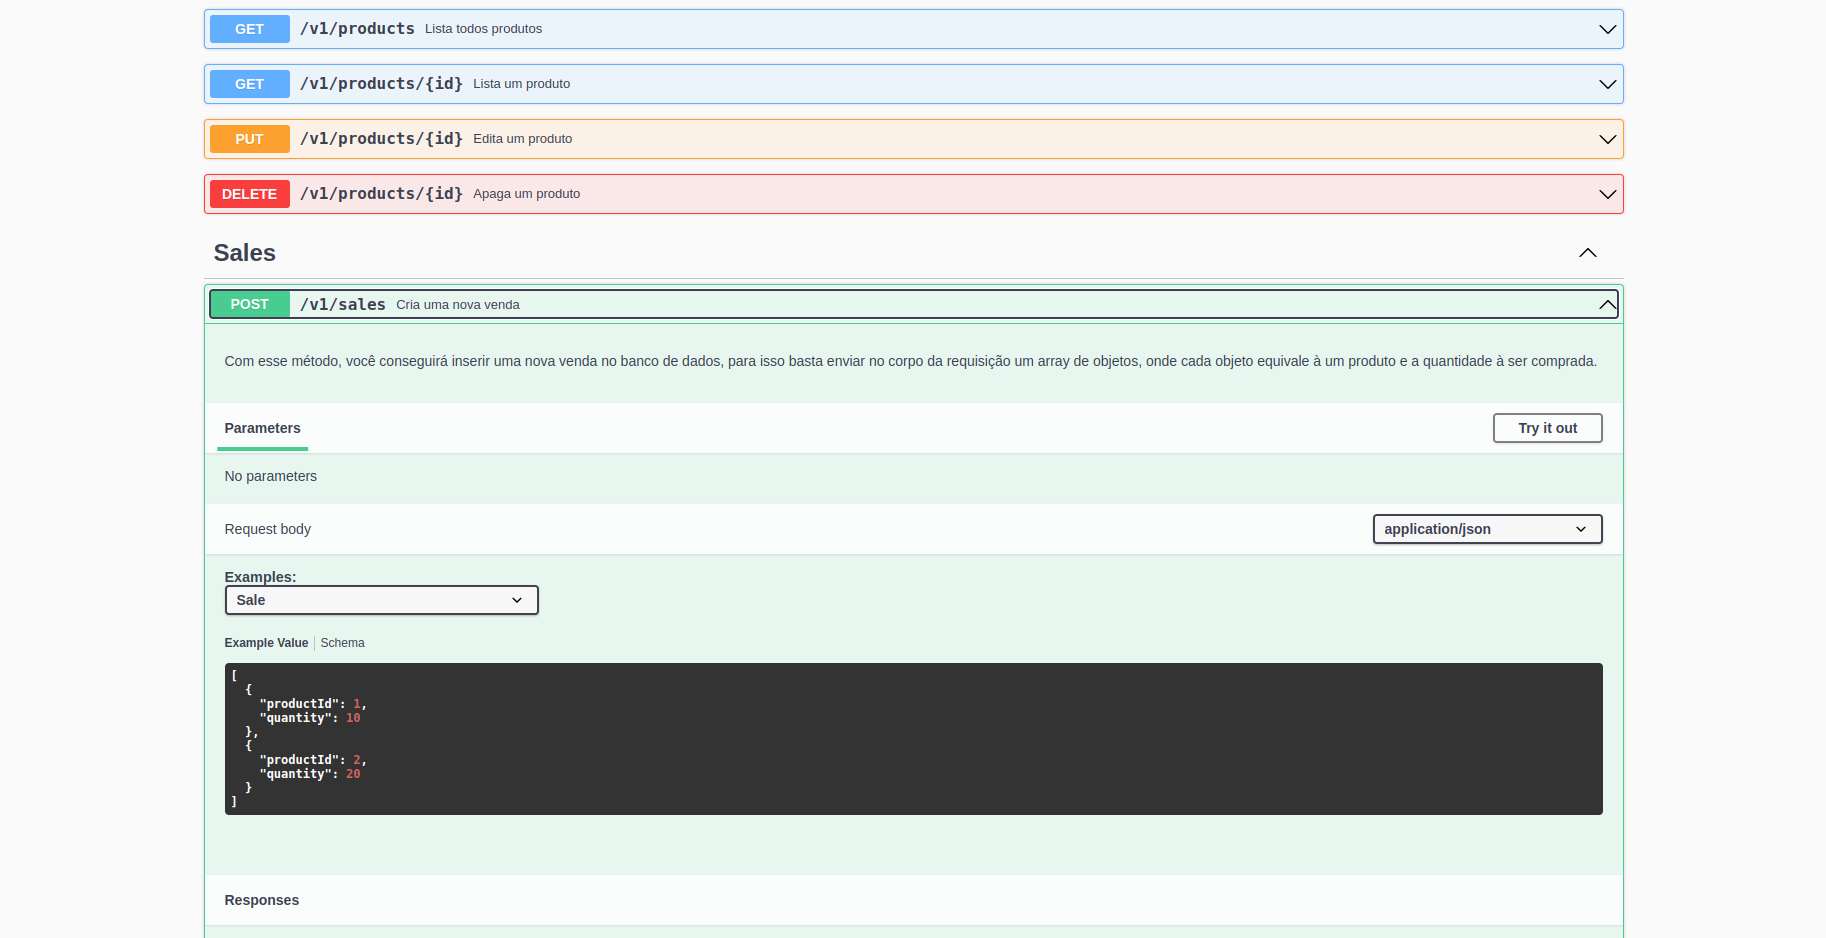 GET /v1/products Lista todos produtos
GET /v1/products/{id} Lista um produto
PUT /v1/products/{id} Edita um produto
DELETE /v1/products/{id} Apaga um produto
Sales
POST /v1/sales Cria uma nova venda
Com esse método, você conseguirá inserir uma nova venda no banco de dados, para isso basta enviar no corpo da requisição um array de objetos, onde cada objeto equivale à um produto e a quantidade à ser comprada.
Parameters Try it out
No parameters
Request body application/json
Examples:
Sale
Example Value Schema
[
  {
    "productId": 1,
    "quantity": 10
  },
  {
    "productId": 2,
    "quantity": 20
  }
]
Responses